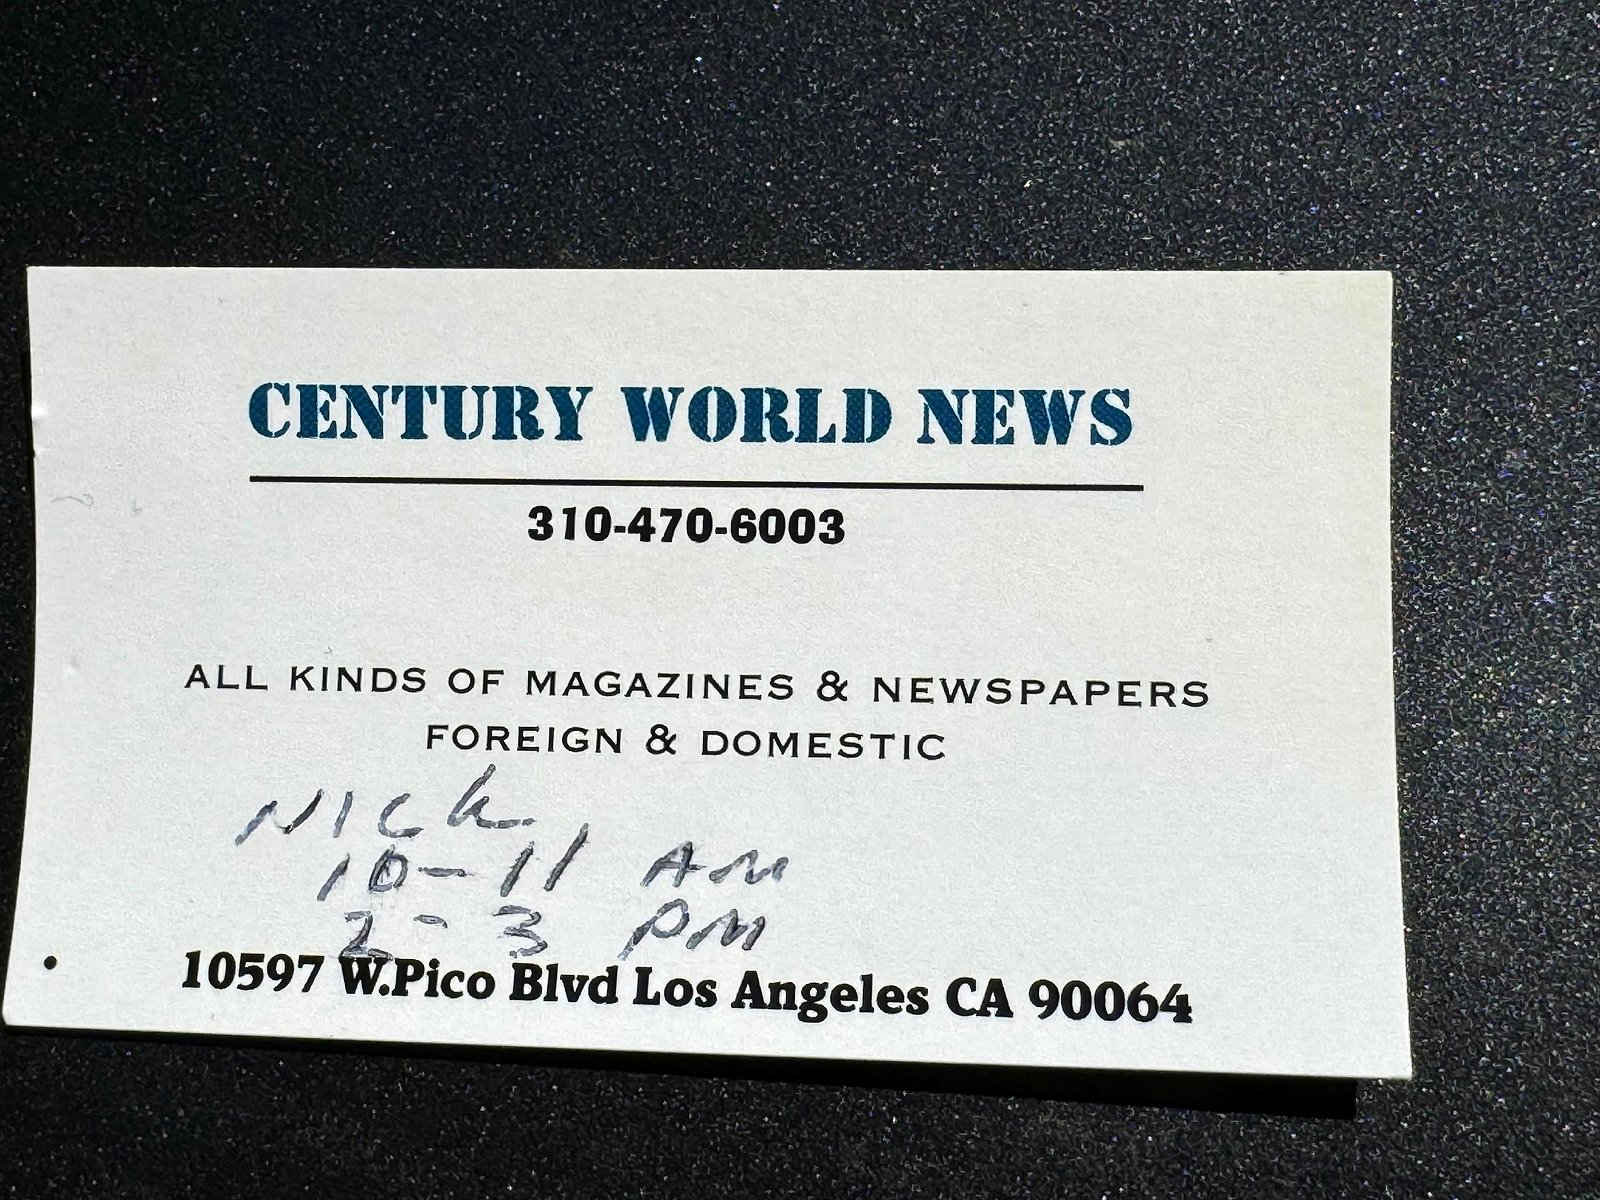 CENTURY WORLD NEWS
310-470-6003
ALL KINDS OF MAGAZINES & NEWSPAPERS
FOREIGN & DOMESTIC
NICK
10-11 AM
2-3 PM
10597 W.Pico Blvd Los Angeles CA 90064